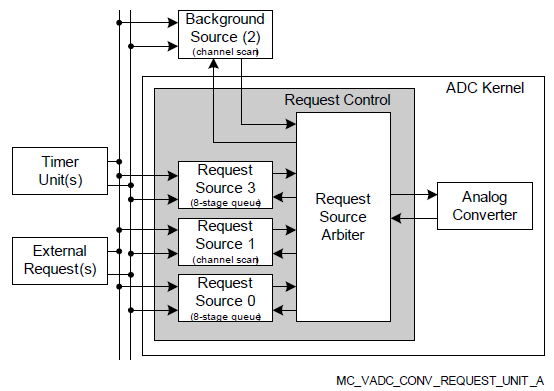 Background
Source (2)
(channel scan)
ADC Kernel
Request Control
Timer
Unit(s)
Request
Source 3
(8-stage queue)
Request
Source
Arbiter
Analog
Converter
External
Request(s)
Request
Source 1
(channel scan)
Request
Source 0
(8-stage queue)
MC_VADC_CONV_REQUEST_UNIT_A